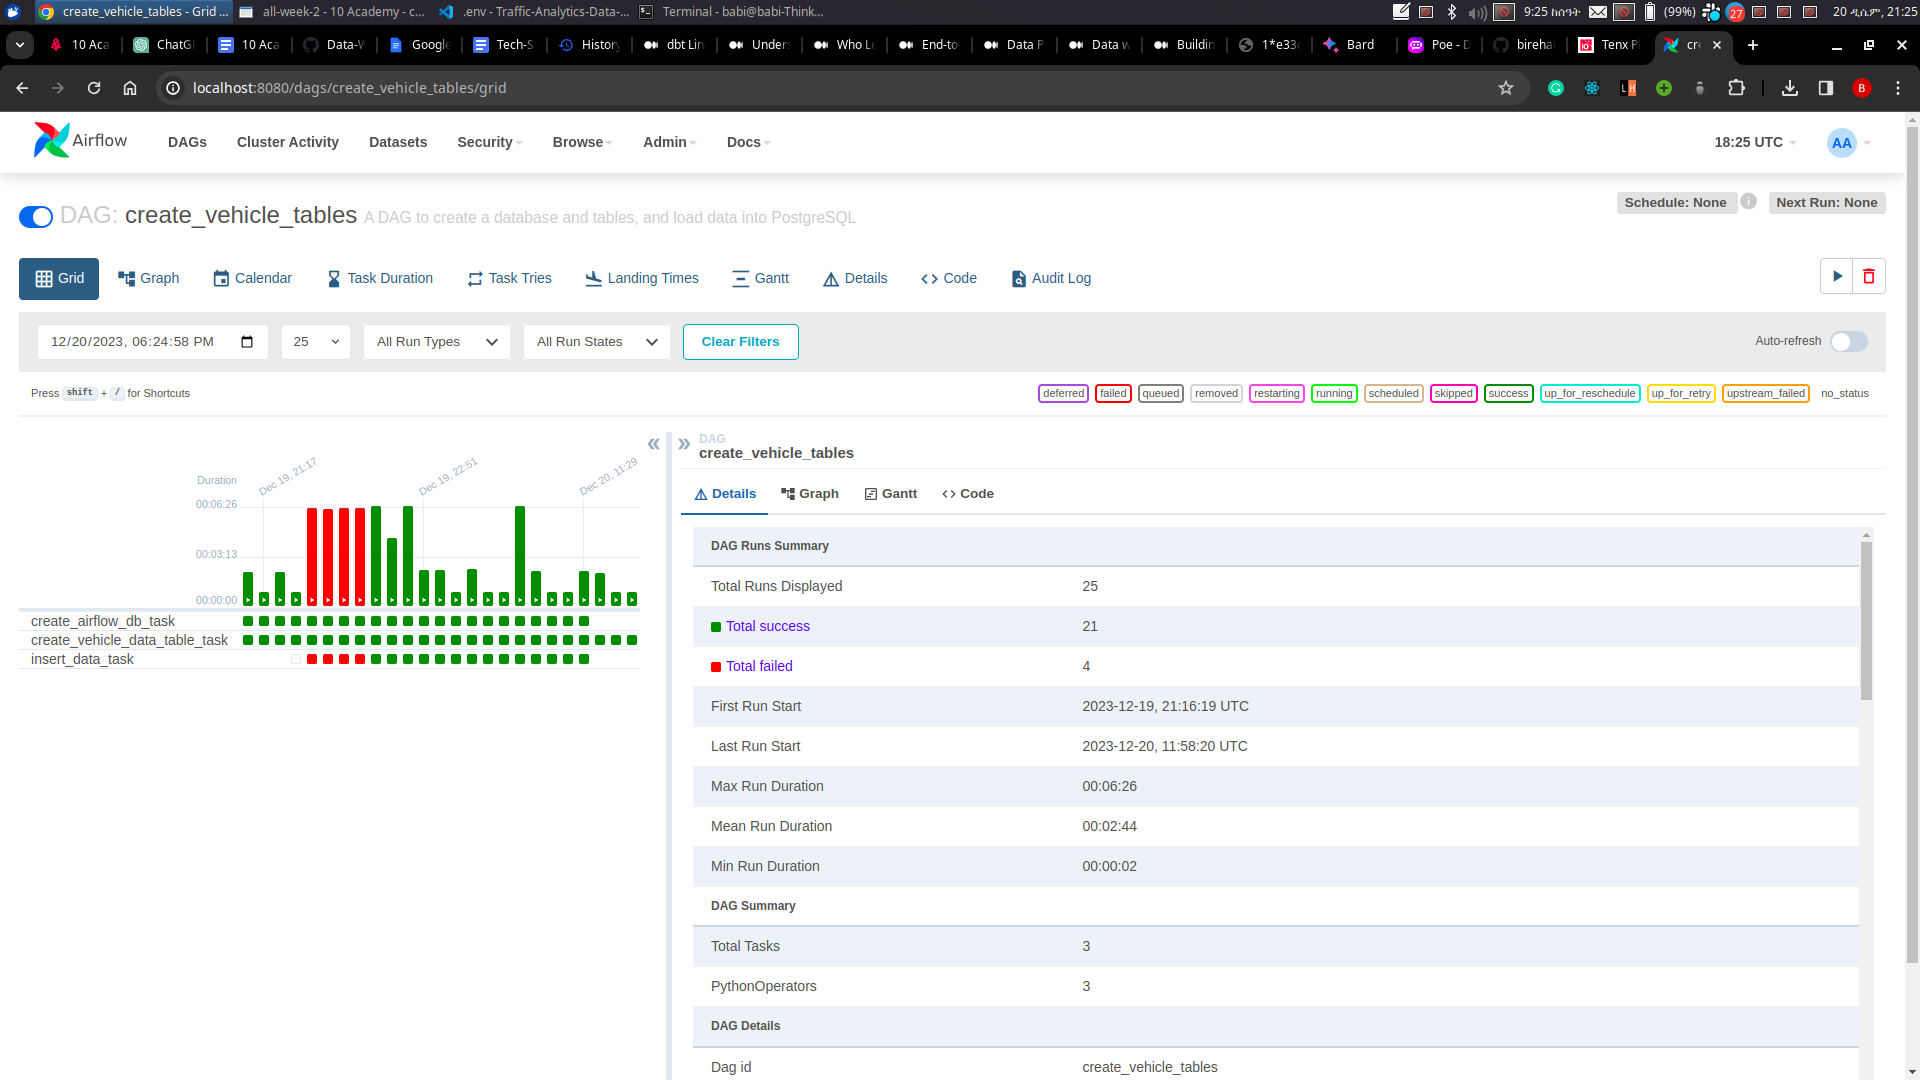 create_vehicle_tables - Grid ... all-week-2 - 10 Academy - c... .env - Traffic-Analytics-Data-... Terminal - babi@babi-Think... 9:25 ከሰዓት (99%) 27 20 ዲሴም, 21:25
10 Aca ChatG 10 Aca Data-W Google Tech-S History dbt Lin Unders Who Le End-to Data P Data w Buildin 1*e33 Bard Poe - D bireha Tenx Pl cre
localhost:8080/dags/create_vehicle_tables/grid B
Airflow DAGs Cluster Activity Datasets Security Browse Admin Docs 18:25 UTC AA
DAG: create_vehicle_tables A DAG to create a database and tables, and load data into PostgreSQL Schedule: None Next Run: None
Grid Graph Calendar Task Duration Task Tries Landing Times Gantt Details Code Audit Log
12/20/2023, 06:24:58 PM 25 All Run Types All Run States Clear Filters Auto-refresh
Press shift + / for Shortcuts deferred failed queued removed restarting running scheduled skipped success up_for_reschedule up_for_retry upstream_failed no_status
Duration
Dec 19, 21:17 Dec 19, 22:51 Dec 20, 11:29
00:06:26
00:03:13
00:00:00
create_airflow_db_task
create_vehicle_data_table_task
insert_data_task
DAG
create_vehicle_tables
Details Graph Gantt Code
DAG Runs Summary
Total Runs Displayed 25
Total success 21
Total failed 4
First Run Start 2023-12-19, 21:16:19 UTC
Last Run Start 2023-12-20, 11:58:20 UTC
Max Run Duration 00:06:26
Mean Run Duration 00:02:44
Min Run Duration 00:00:02
DAG Summary
Total Tasks 3
PythonOperators 3
DAG Details
Dag id create_vehicle_tables